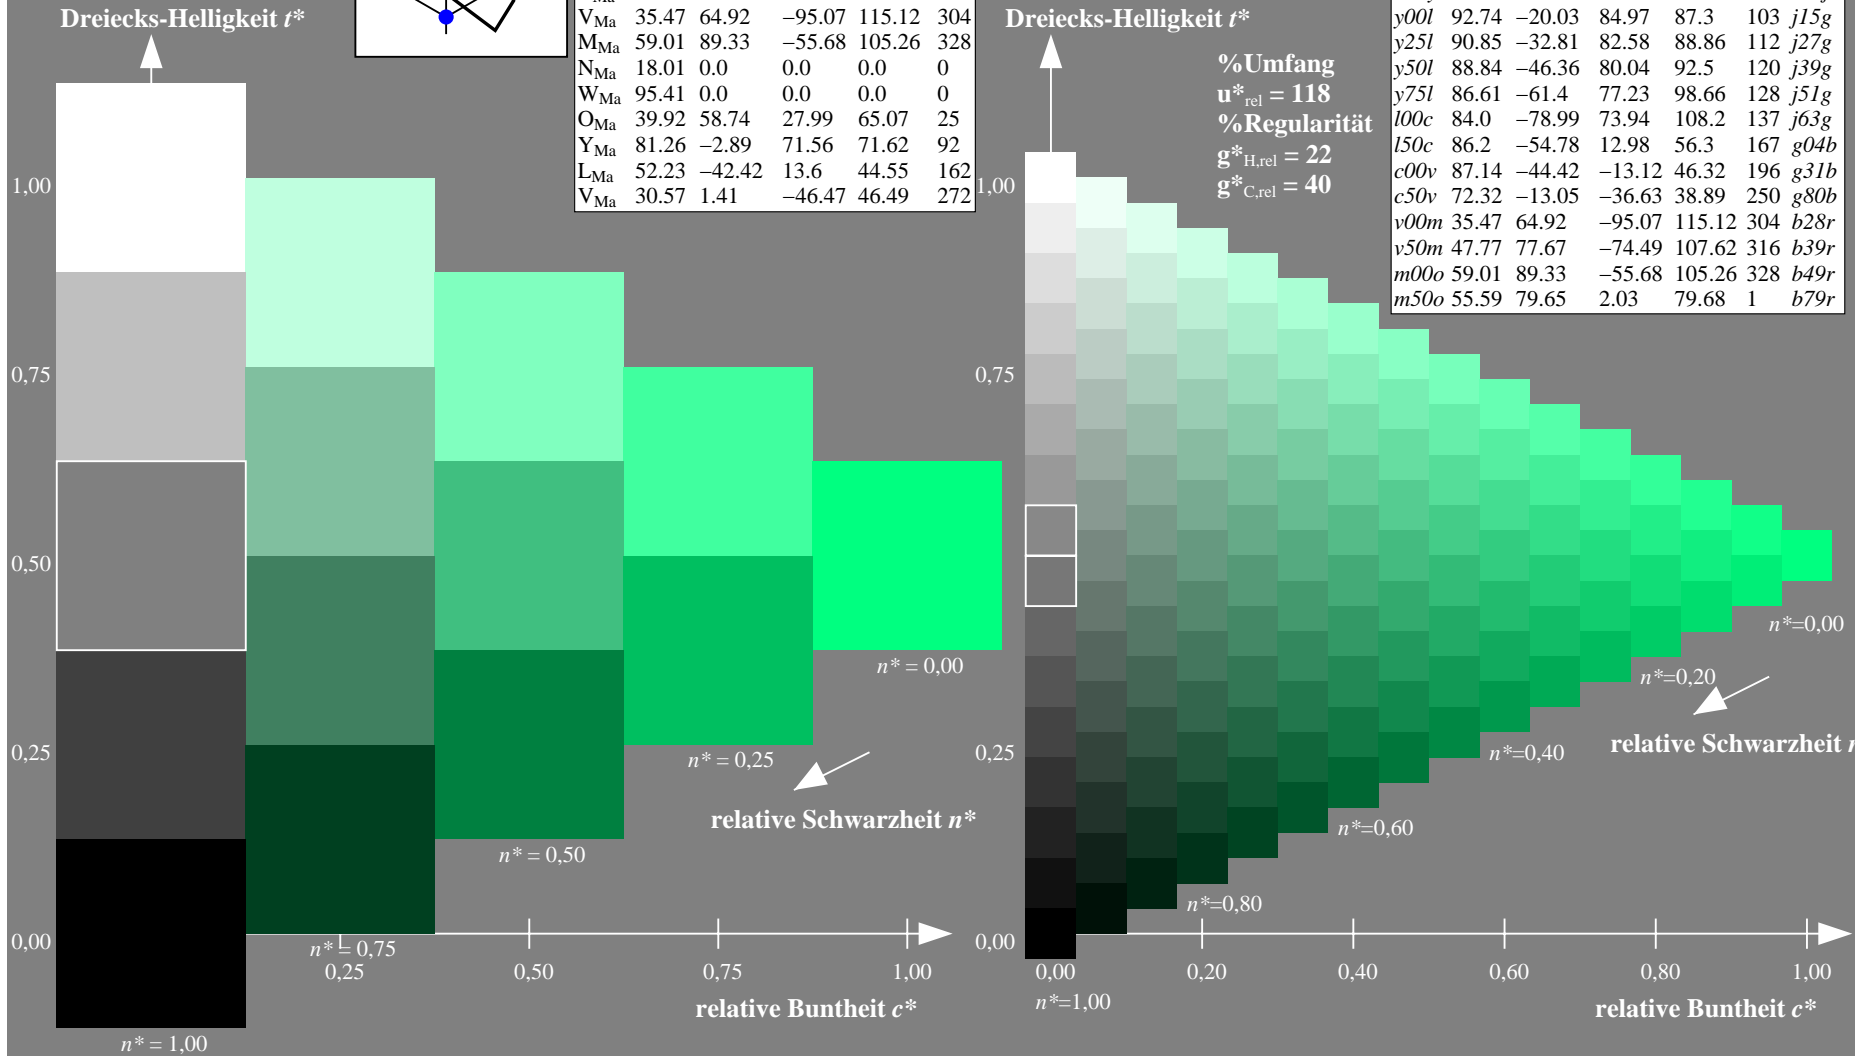 Dreiecks-Helligkeit t*
V_Ma 35.47 64.92 −95.07 115.12 304
M_Ma 59.01 89.33 −55.68 105.26 328
N_Ma 18.01 0.0 0.0 0.0 0
W_Ma 95.41 0.0 0.0 0.0 0
O_Ma 39.92 58.74 27.99 65.07 25
Y_Ma 81.26 −2.89 71.56 71.62 92
L_Ma 52.23 −42.42 13.6 44.55 162
V_Ma 30.57 1.41 −46.47 46.49 272
1,00
0,75
0,50
0,25
0,00
n* = 0,00
n* = 0,25
relative Schwarzheit n*
n* = 0,50
n* = 0,75
0,25 0,50 0,75 1,00
relative Buntheit c*
n* = 1,00
Dreiecks-Helligkeit t*
%Umfang
u*rel = 118
%Regularität
g*H,rel = 22
g*C,rel = 40
y00l 92.74 −20.03 84.97 87.3 103 j15g
y25l 90.85 −32.81 82.58 88.86 112 j27g
y50l 88.84 −46.36 80.04 92.5 120 j39g
y75l 86.61 −61.4 77.23 98.66 128 j51g
l00c 84.0 −78.99 73.94 108.2 137 j63g
l50c 86.2 −54.78 12.98 56.3 167 g04b
c00v 87.14 −44.42 −13.12 46.32 196 g31b
c50v 72.32 −13.05 −36.63 38.89 250 g80b
v00m 35.47 64.92 −95.07 115.12 304 b28r
v50m 47.77 77.67 −74.49 107.62 316 b39r
m00o 59.01 89.33 −55.68 105.26 328 b49r
m50o 55.59 79.65 2.03 79.68 1 b79r
1,00
0,75
0,25
0,00
n*=0,00
n*=0,20
relative Schwarzheit
n*=0,40
n*=0,60
n*=0,80
0,00 0,20 0,40 0,60 0,80 1,00
n*=1,00
relative Buntheit c*